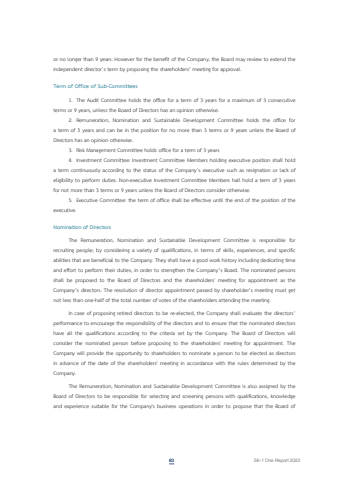 or no longer than 9 years. However for the benefit of the Company, the Board may review to extend the
independent director's term by proposing the shareholders' meeting for approval.
Term of Office of Sub-Committees
1. The Audit Committee holds the office for a term of 3 years for a maximum of 3 consecutive
terms or 9 years, unless the Board of Directors has an opinion otherwise.
2. Remuneration, Nomination and Sustainable Development Committee holds the office for
a term of 3 years and can be in the position for no more than 3 terms or 9 years unless the Board of
Directors has an opinion otherwise.
3. Risk Management Committee holds office for a term of 3 years
4. Investment Committee Investment Committee Members holding executive position shall hold
a term continuously according to the status of the Company's executive such as resignation or lack of
eligibility to perform duties. Non-executive Investment Committee Members hall hold a term of 3 years
for not more than 3 terms or 9 years unless the Board of Directors consider otherwise.
5. Executive Committee: the term of office shall be effective until the end of the position of the
executive.
Nomination of Directors
The Remuneration, Nomination and Sustainable Development Committee is responsible for
recruiting people, by considering a variety of qualifications, in terms of skills, experiences, and specific
abilities that are beneficial to the Company. They shall have a good work history including dedicating time
and effort to perform their duties, in order to strengthen the Company's Board. The nominated persons
shall be proposed to the Board of Directors and the shareholders' meeting for appointment as the
Company's directors. The resolution of director appointment passed by shareholder's meeting must get
not less than one-half of the total number of votes of the shareholders attending the meeting.
In case of proposing retired directors to be re-elected, the Company shall evaluate the directors'
performance to encourage the responsibility of the directors and to ensure that the nominated directors
have all the qualifications according to the criteria set by the Company. The Board of Directors will
consider the nominated person before proposing to the shareholders' meeting for appointment. The
Company will provide the opportunity to shareholders to nominate a person to be elected as directors
in advance of the date of the shareholders' meeting in accordance with the rules determined by the
Company.
The Remuneration, Nomination and Sustainable Development Committee is also assigned by the
Board of Directors to be responsible for selecting and screening persons with qualifications, knowledge
and experience suitable for the Company's business operations in order to propose that the Board of
60
56-1 One-Report 2022